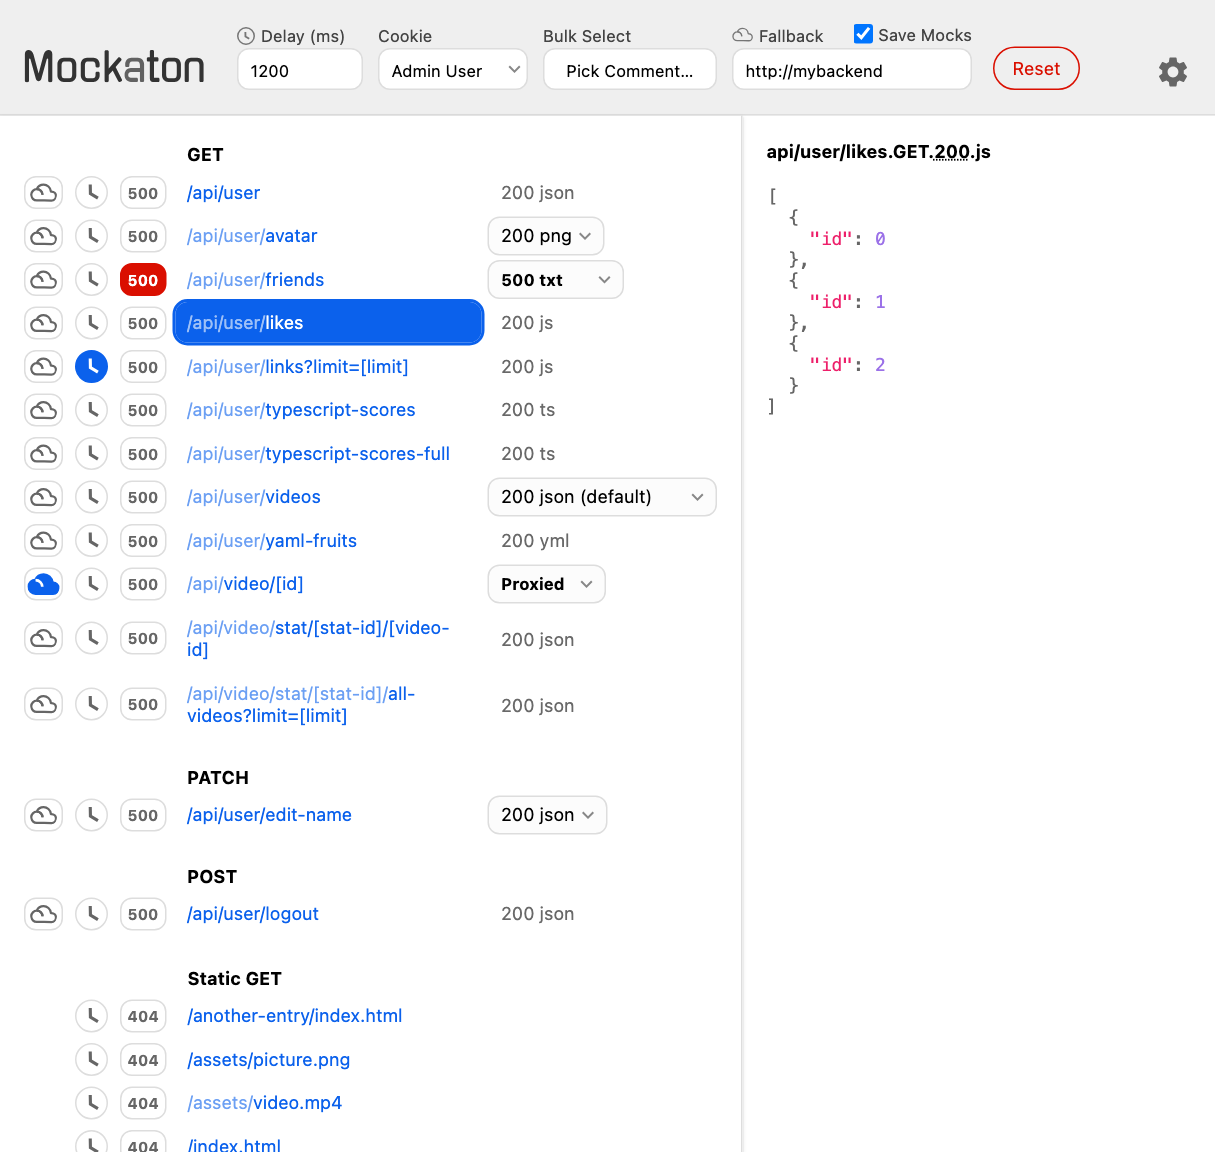 Mockaton
Delay (ms)
1200
Cookie
Admin User
Bulk Select
Pick Comment...
Fallback
http://mybackend
Save Mocks
Reset
GET
500 /api/user 200 json
500 /api/user/avatar 200 png
500 /api/user/friends 500 txt
500 /api/user/likes 200 js
500 /api/user/links?limit=[limit] 200 js
500 /api/user/typescript-scores 200 ts
500 /api/user/typescript-scores-full 200 ts
500 /api/user/videos 200 json (default)
500 /api/user/yaml-fruits 200 yml
500 /api/video/[id] Proxied
500 /api/video/stat/[stat-id]/[video-
id] 200 json
500 /api/video/stat/[stat-id]/all-
videos?limit=[limit] 200 json
PATCH
500 /api/user/edit-name 200 json
POST
500 /api/user/logout 200 json
Static GET
404 /another-entry/index.html
404 /assets/picture.png
404 /assets/video.mp4
404 /index.html
api/user/likes.GET.200.js
[
  {
    "id": 0
  },
  {
    "id": 1
  },
  {
    "id": 2
  }
]